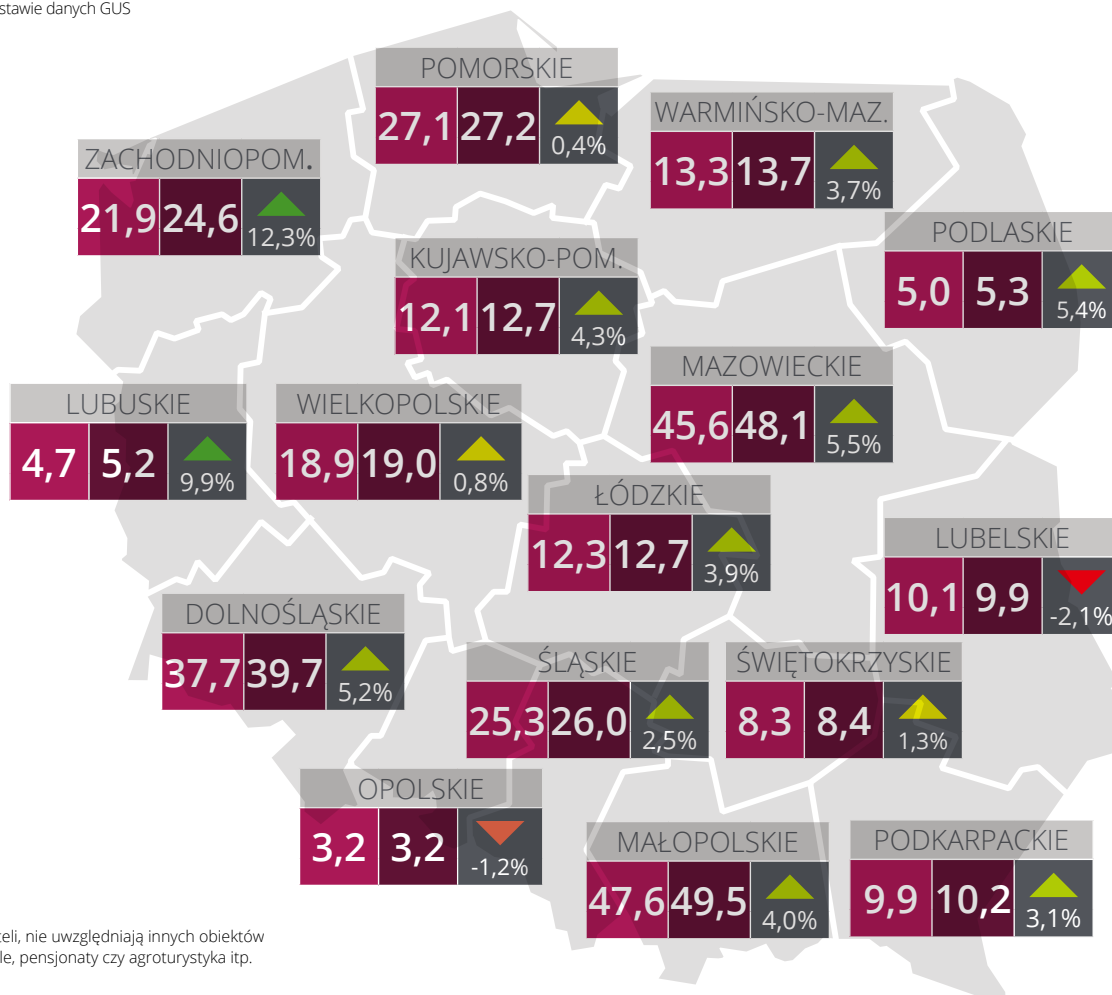 stawie danych GUS
POMORSKIE
27,1 27,2 0,4%
WARMIŃSKO-MAZ.
13,3 13,7 3,7%
ZACHODNIOPOM.
21,9 24,6 12,3%
PODLASKIE
5,0 5,3 5,4%
KUJAWSKO-POM.
12,1 12,7 4,3%
MAZOWIECKIE
45,6 48,1 5,5%
LUBUSKIE
4,7 5,2 9,9%
WIELKOPOLSKIE
18,9 19,0 0,8%
ŁÓDZKIE
12,3 12,7 3,9%
LUBELSKIE
10,1 9,9 -2,1%
DOLNOŚLĄSKIE
37,7 39,7 5,2%
ŚLĄSKIE
25,3 26,0 2,5%
ŚWIĘTOKRZYSKIE
8,3 8,4 1,3%
OPOLSKIE
3,2 3,2 -1,2%
MAŁOPOLSKIE
47,6 49,5 4,0%
PODKARPACKIE
9,9 10,2 3,1%
teli, nie uwzględniają innych obiektów
le, pensjonaty czy agroturystyka itp.